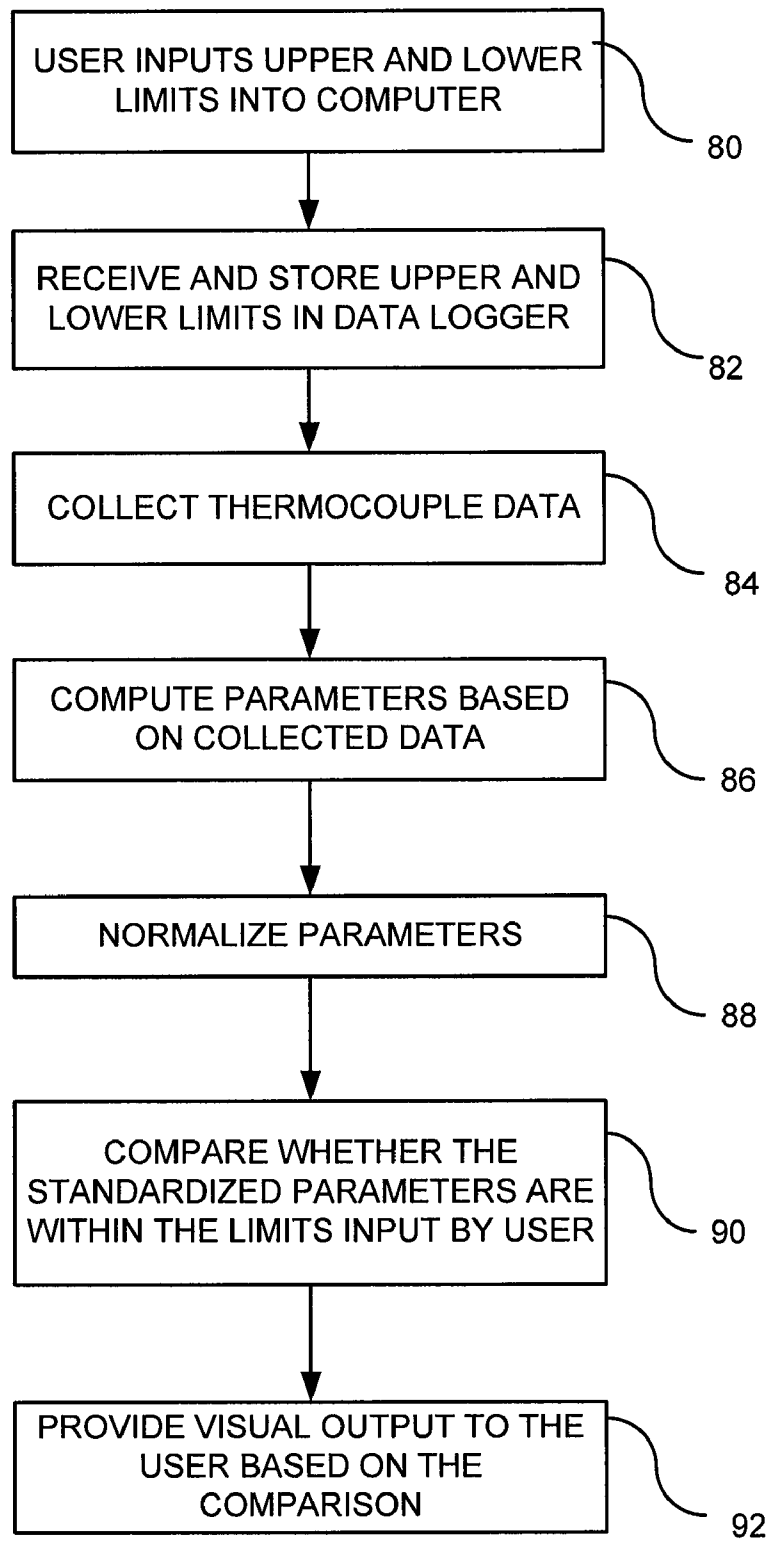 USER INPUTS UPPER AND LOWER
LIMITS INTO COMPUTER
80
RECEIVE AND STORE UPPER AND
LOWER LIMITS IN DATA LOGGER
82
COLLECT THERMOCOUPLE DATA
84
COMPUTE PARAMETERS BASED
ON COLLECTED DATA
86
NORMALIZE PARAMETERS
88
COMPARE WHETHER THE
STANDARDIZED PARAMETERS ARE
WITHIN THE LIMITS INPUT BY USER
90
PROVIDE VISUAL OUTPUT TO THE
USER BASED ON THE
COMPARISON
92